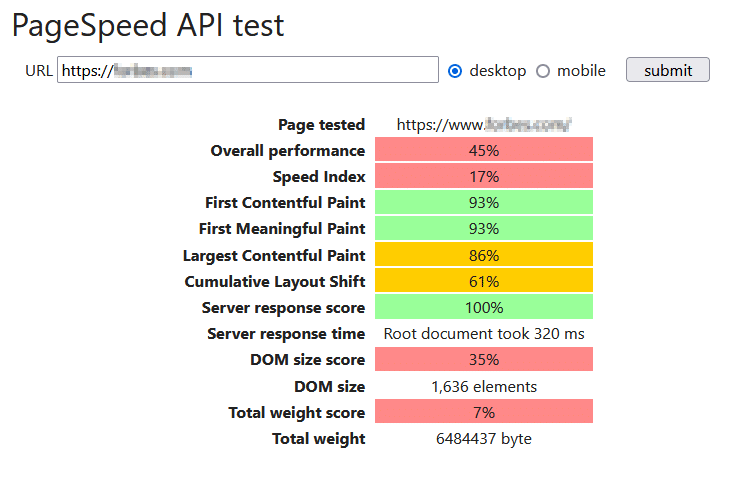 PageSpeed API test
URL https:// desktop mobile submit
Page tested https://www.
Overall performance 45%
Speed Index 17%
First Contentful Paint 93%
First Meaningful Paint 93%
Largest Contentful Paint 86%
Cumulative Layout Shift 61%
Server response score 100%
Server response time Root document took 320 ms
DOM size score 35%
DOM size 1,636 elements
Total weight score 7%
Total weight 6484437 byte